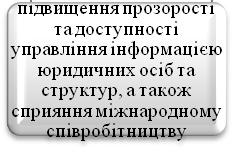 підвищення прозорості
та доступності
управління інформацією
юридичних осіб та
структур, а також
сприяння міжнародному
співробітництву